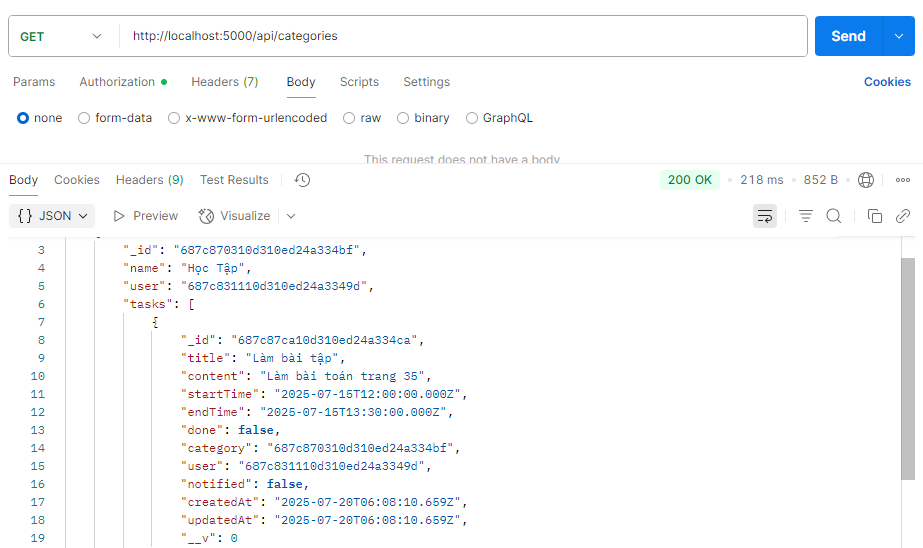 GET http://localhost:5000/api/categories Send
Params Authorization Headers (7) Body Scripts Settings Cookies
none form-data x-www-form-urlencoded raw binary GraphQL
This request does not have a body
Body Cookies Headers (9) Test Results 200 OK • 218 ms • 852 B •
{} JSON Preview Visualize
3 "_id": "687c870310d310ed24a334bf",
4 "name": "Học Tập",
5 "user": "687c831110d310ed24a3349d",
6 "tasks": [
7 {
8 "_id": "687c87ca10d310ed24a334ca",
9 "title": "Làm bài tập",
10 "content": "Làm bài toán trang 35",
11 "startTime": "2025-07-15T12:00:00.000Z",
12 "endTime": "2025-07-15T13:30:00.000Z",
13 "done": false,
14 "category": "687c870310d310ed24a334bf",
15 "user": "687c831110d310ed24a3349d",
16 "notified": false,
17 "createdAt": "2025-07-20T06:08:10.659Z",
18 "updatedAt": "2025-07-20T06:08:10.659Z",
19 "__v": 0